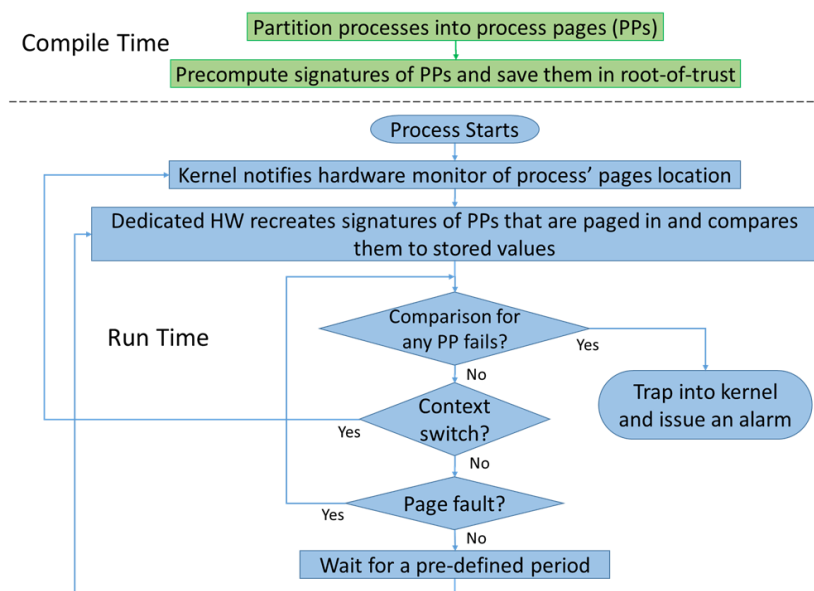 Compile Time
Partition processes into process pages (PPs)
Precompute signatures of PPs and save them in root-of-trust
Process Starts
Kernel notifies hardware monitor of process' pages location
Dedicated HW recreates signatures of PPs that are paged in and compares
them to stored values
Run Time
Comparison for
any PP fails?
Yes
No
Trap into kernel
and issue an alarm
Context
switch?
Yes
No
Page fault?
Yes
No
Wait for a pre-defined period